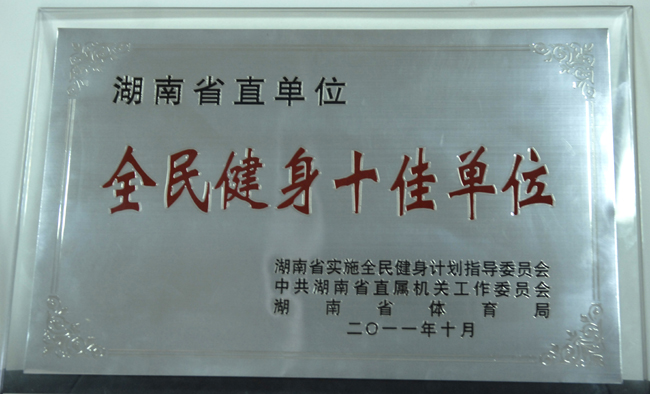 湖南省直单位
全民健身十佳单位
湖南省实施全民健身计划指导委员会
中共湖南省直属机关工作委员会
湖南省体育局
二〇一一年十月